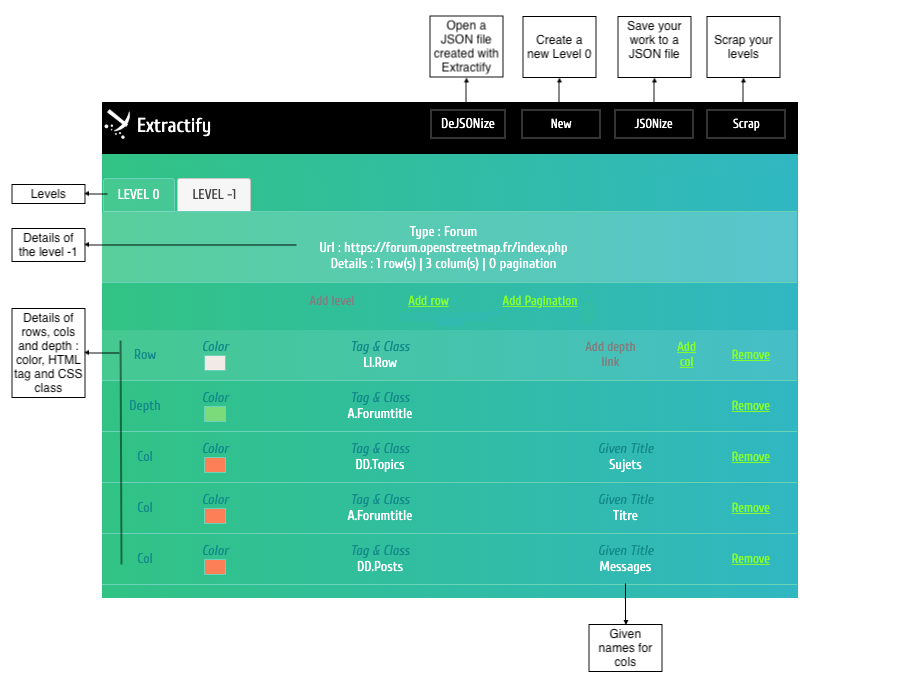 Open a
JSON file
created with
Extractify
Create a
new Level 0
Save your
work to a
JSON file
Scrap your
levels
Extractify
DeJSONize
New
JSONize
Scrap
Levels
LEVEL 0
LEVEL -1
Details of
the level -1
Type : Forum
Url : https://forum.openstreetmap.fr/index.php
Details : 1 row(s) | 3 colum(s) | 0 pagination
Add level
Add row
Add Pagination
Details of
rows, cols
and depth :
color, HTML
tag and CSS
class
Row
Color
Tag & Class
LI.Row
Add depth
link
Add
col
Remove
Depth
Color
Tag & Class
A.Forumtitle
Remove
Col
Color
Tag & Class
DD.Topics
Given Title
Sujets
Remove
Col
Color
Tag & Class
A.Forumtitle
Given Title
Titre
Remove
Col
Color
Tag & Class
DD.Posts
Given Title
Messages
Remove
Given
names for
cols